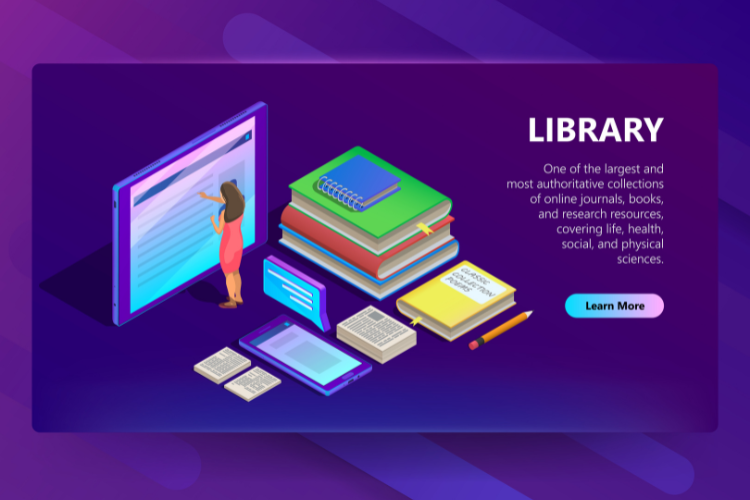 LIBRARY
One of the largest and
most authoritative collections
of online journals, books,
and research resources,
covering life, health,
social, and physical
sciences.
Learn More
CLASSIC
COLLECTION
POEMS